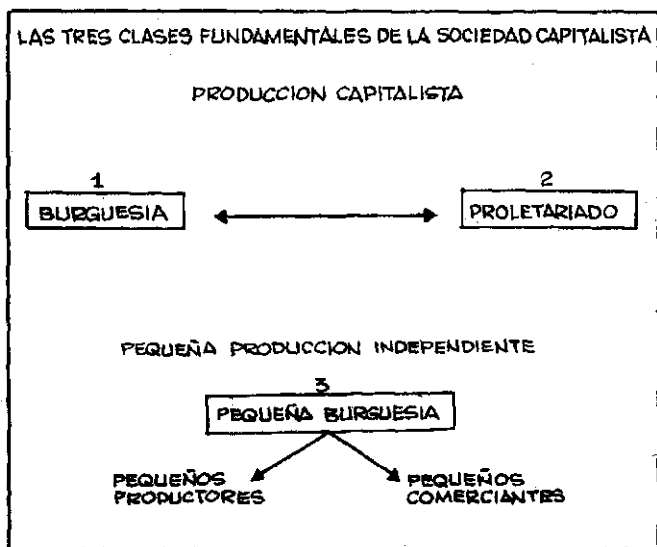 LAS TRES CLASES FUNDAMENTALES DE LA SOCIEDAD CAPITALISTA
PRODUCCION CAPITALISTA
1
BURGUESIA
2
PROLETARIADO
PEQUEÑA PRODUCCION INDEPENDIENTE
3
PEQUEÑA BURGUESIA
PEQUEÑOS
PRODUCTORES
PEQUEÑOS
COMERCIANTES